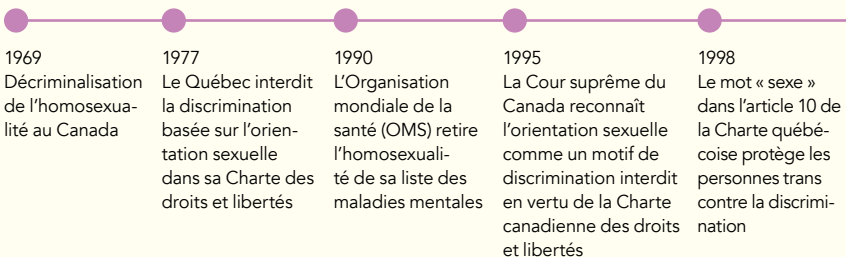 1969
Décriminalisation
de l'homosexua-
lité au Canada
1977
Le Québec interdit
la discrimination
basée sur l'orien-
tation sexuelle
dans sa Charte des
droits et libertés
1990
L'Organisation
mondiale de la
santé (OMS) retire
l'homosexuali-
té de sa liste des
maladies mentales
1995
La Cour suprême du
Canada reconnaît
l'orientation sexuelle
comme un motif de
discrimination interdit
en vertu de la Charte
canadienne des droits
et libertés
1998
Le mot « sexe »
dans l'article 10 de
la Charte québé-
coise protège les
personnes trans
contre la discrimi-
nation